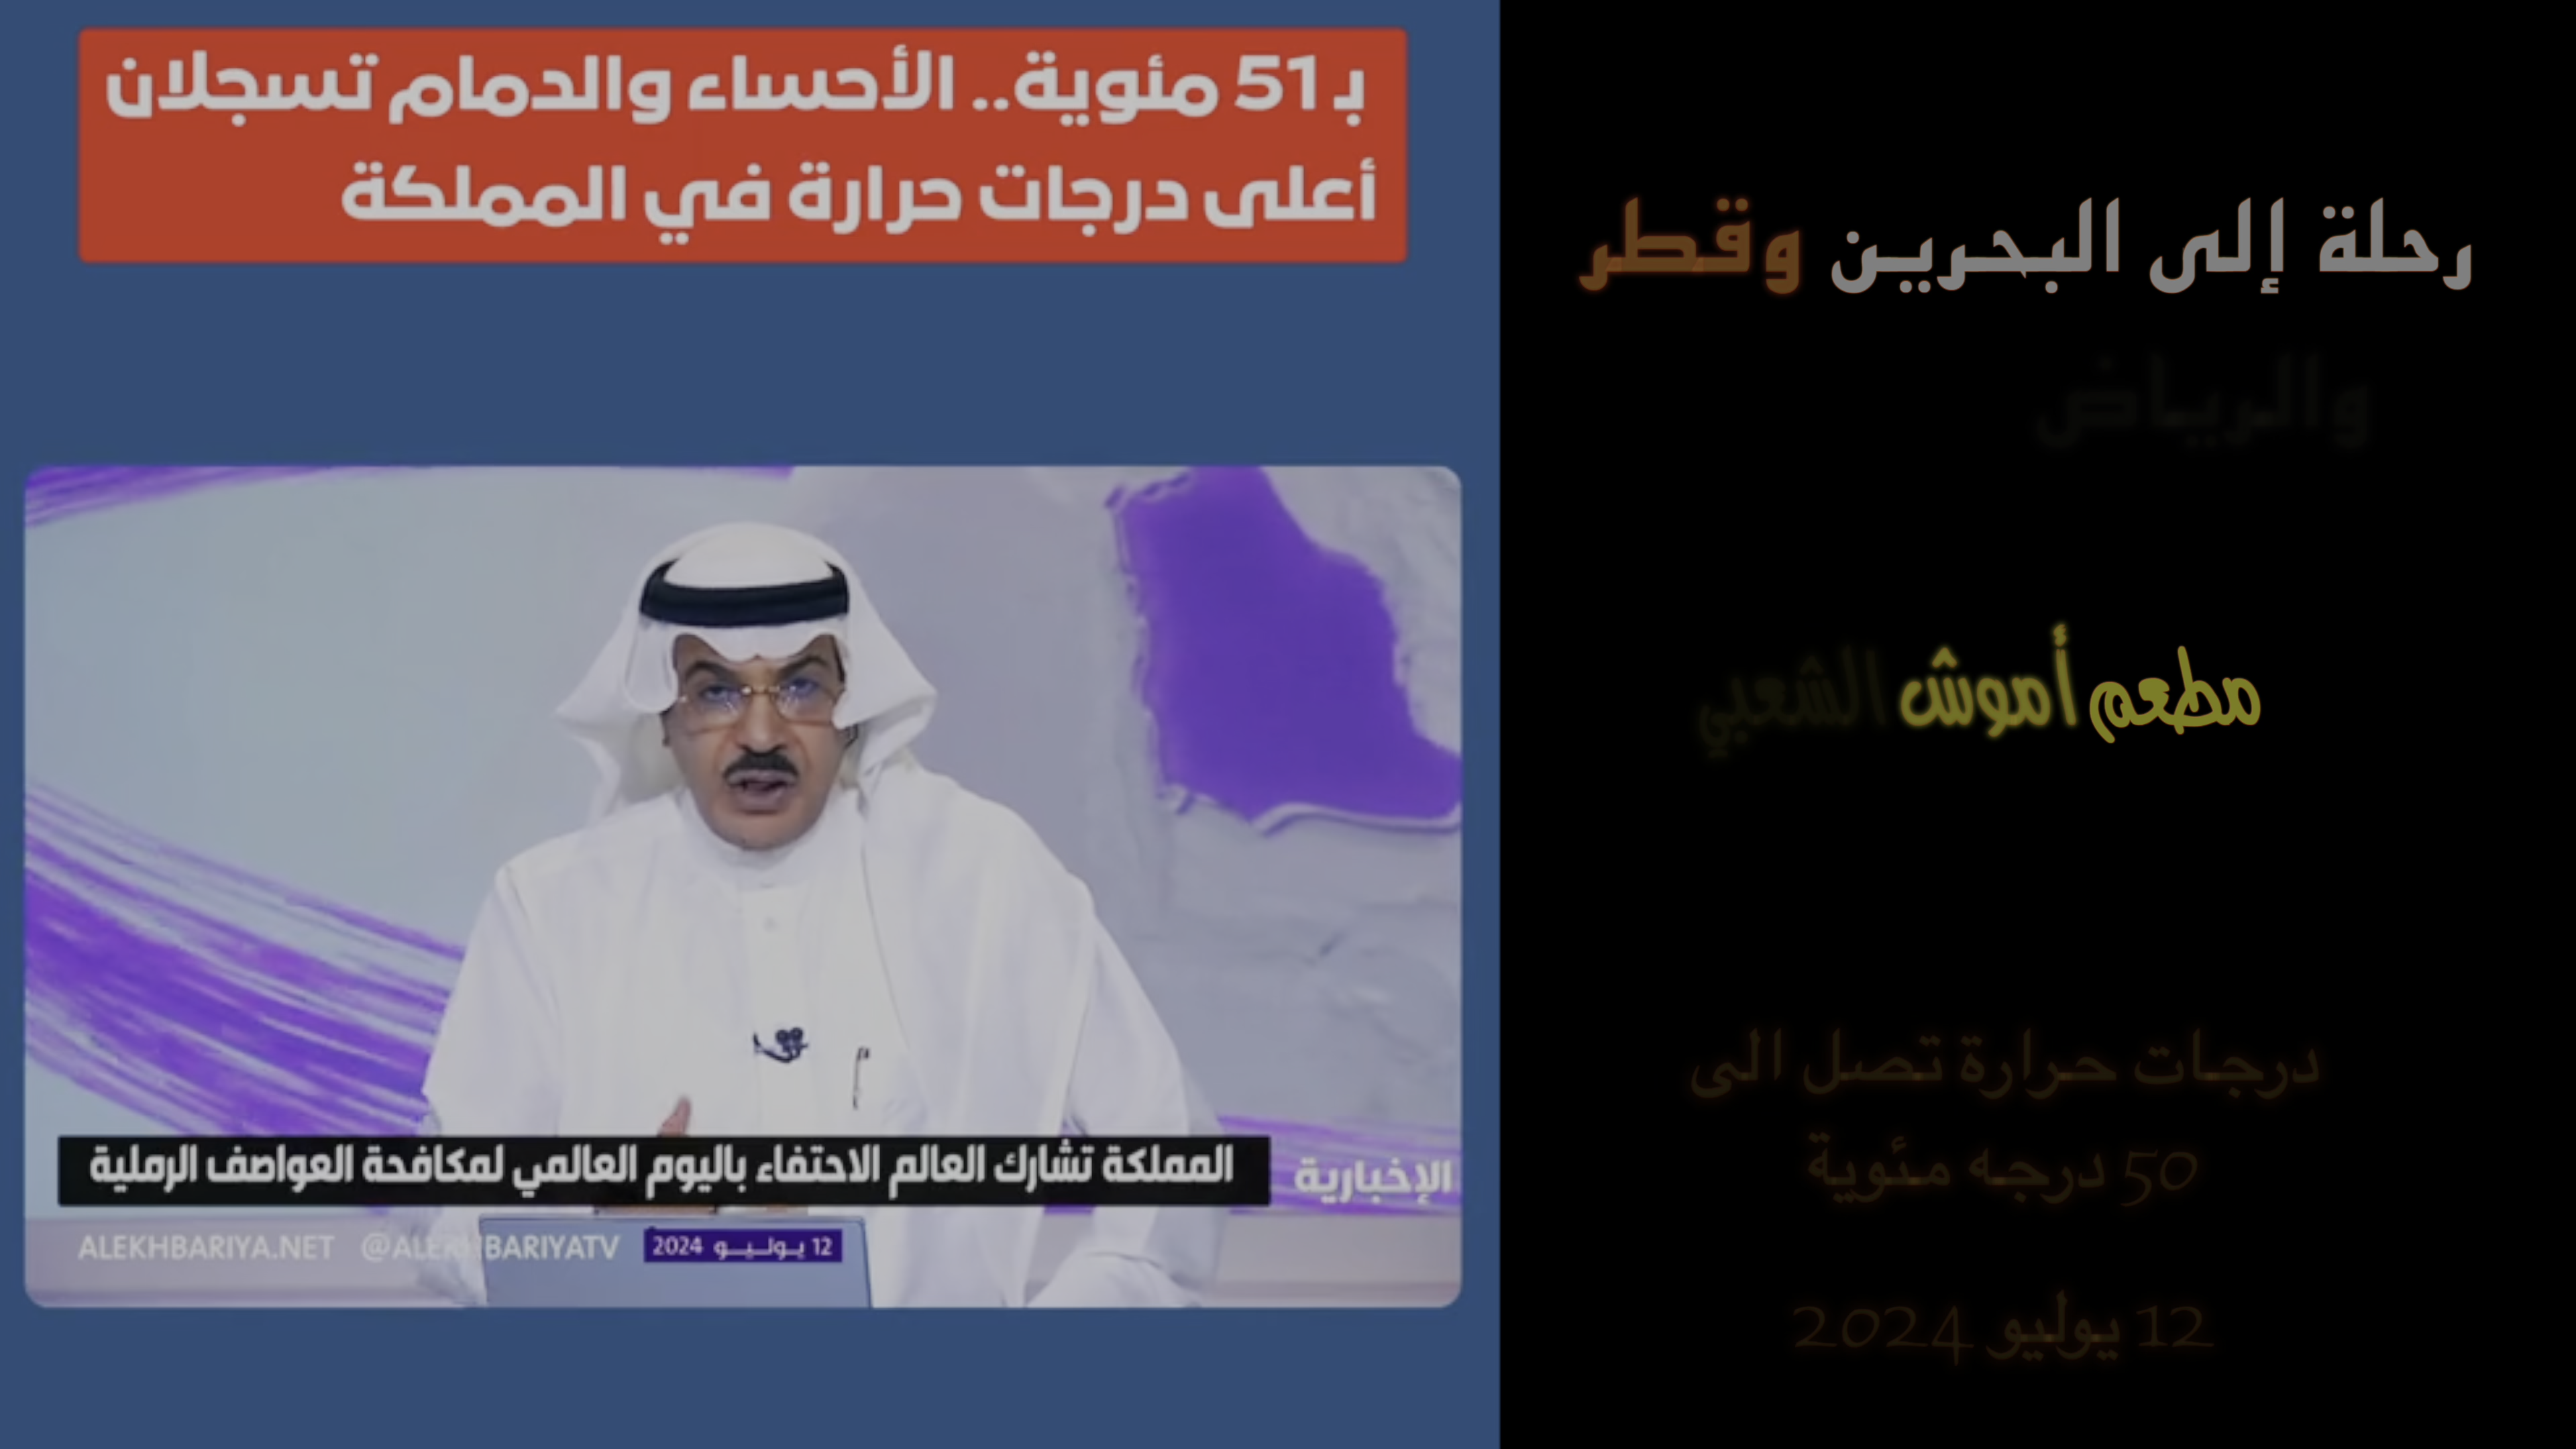 بـ 51 مئوية.. الأحساء والدمام تسجلان
أعلى درجات حرارة في المملكة
المملكة تشارك العالم الاحتفاء باليوم العالمي لمكافحة العواصف الرملية
الإخبارية
ALEKHBARIYA.NET @ALEKHBARIYATV 12 يوليو 2024
رحلة إلى البحرين وقطر
والرياض
مطعم أموش الشعبي
درجات حرارة تصل الى
50 درجه مئوية
12 يوليو 2024